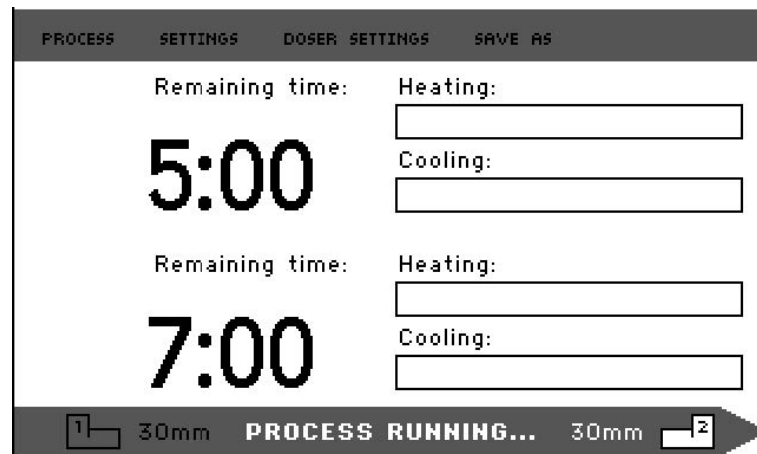 PROCESS SETTINGS DOSER SETTINGS SAVE AS
Remaining time: Heating:
5:00
Cooling:
Remaining time: Heating:
7:00
Cooling:
1 30mm PROCESS RUNNING... 30mm 2